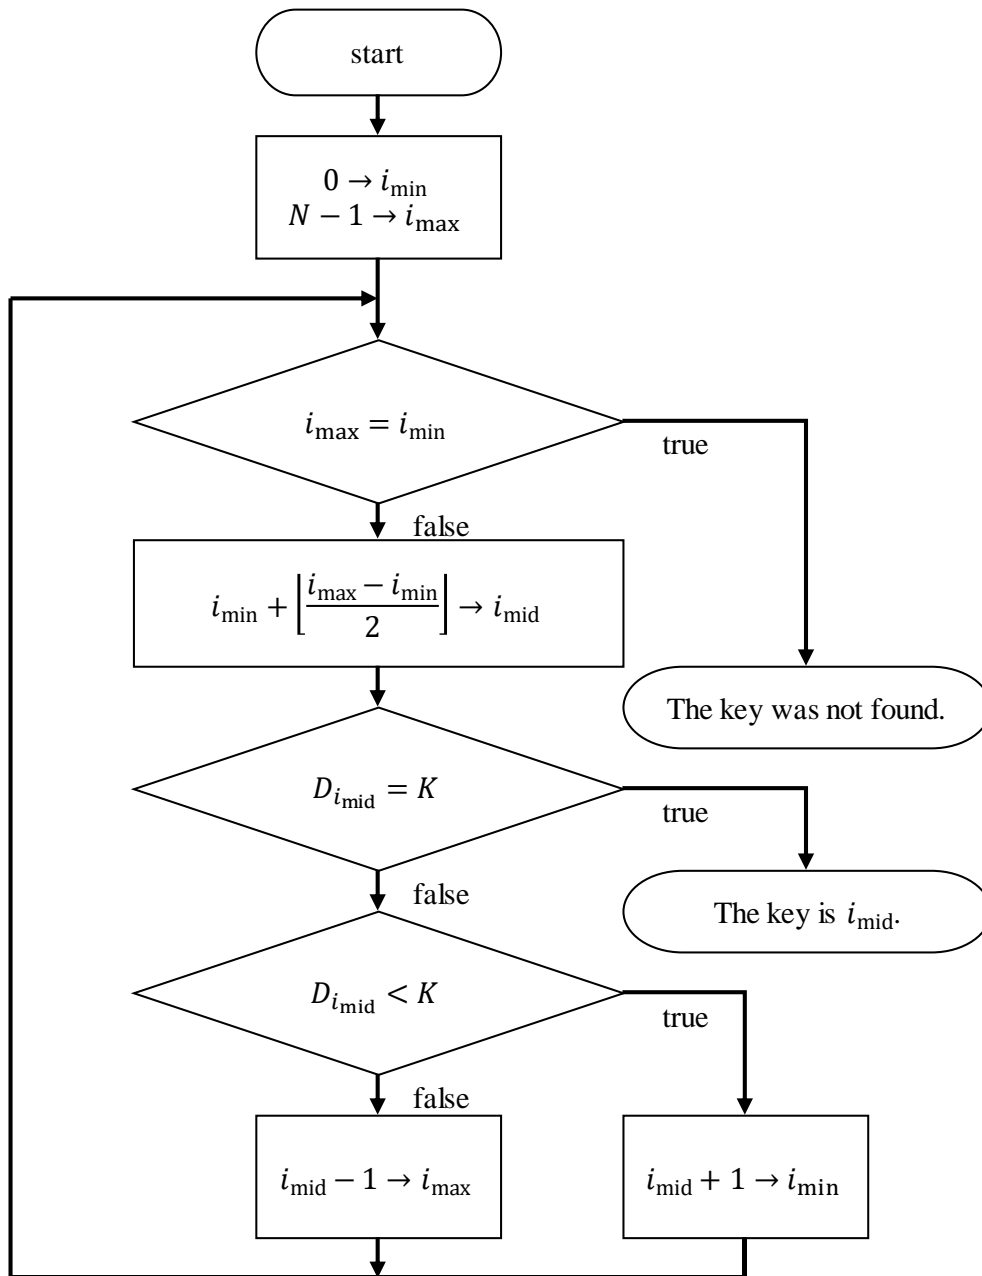 start
0 → i_min
N − 1 → i_max
i_max = i_min
true
false
i_min + ⌊(i_max − i_min)/2⌋ → i_mid
The key was not found.
D_{i_mid} = K
true
false
The key is i_mid.
D_{i_mid} < K
true
false
i_mid − 1 → i_max
i_mid + 1 → i_min